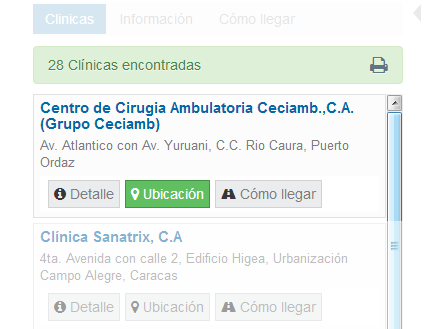 Clínicas Información Cómo llegar
28 Clínicas encontradas
Centro de Cirugia Ambulatoria Ceciamb.,C.A.
(Grupo Ceciamb)
Av. Atlantico con Av. Yuruani, C.C. Rio Caura, Puerto
Ordaz
Detalle Ubicación Cómo llegar
Clínica Sanatrix, C.A
4ta. Avenida con calle 2, Edificio Higea, Urbanización
Campo Alegre, Caracas
Detalle Ubicación Cómo llegar